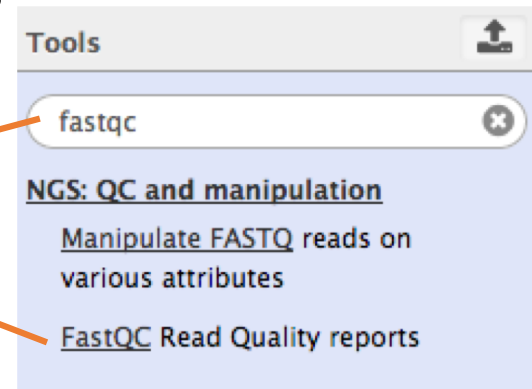 Tools
fastqc
NGS: QC and manipulation
Manipulate FASTQ reads on
various attributes
FastQC Read Quality reports